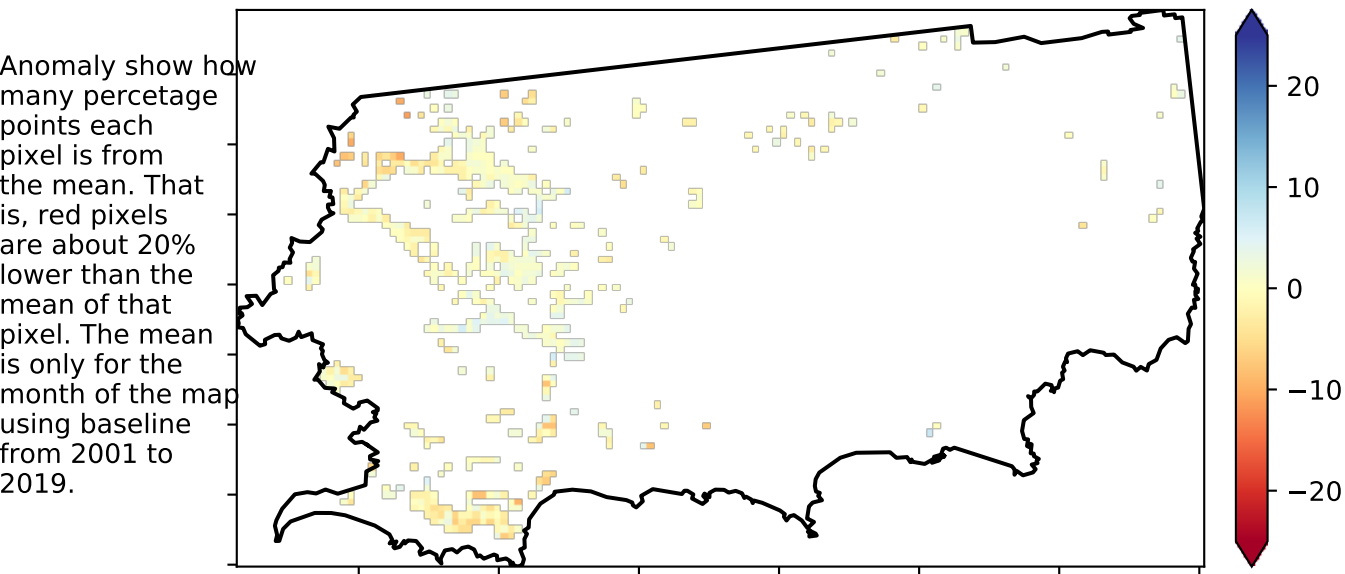 Anomaly show how
many percetage
points each
pixel is from
the mean. That
is, red pixels
are about 20%
lower than the
mean of that
pixel. The mean
is only for the
month of the map
using baseline
from 2001 to
2019.
20
10
0
−10
−20